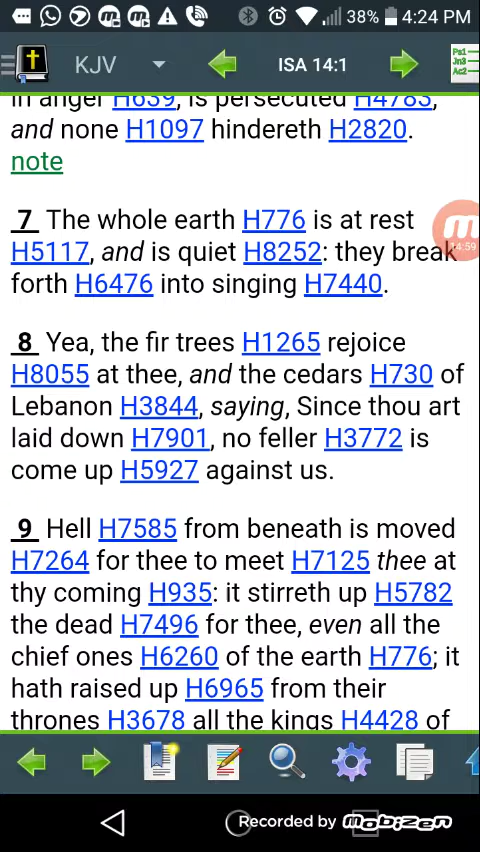 38% 4:24 PM
KJV ISA 14:1 Ps1
Jn3
Ac2
in anger H639, is persecuted H4783,
and none H1097 hindereth H2820.
note
7 The whole earth H776 is at rest
H5117, and is quiet H8252: they break
forth H6476 into singing H7440.
14:59
8 Yea, the fir trees H1265 rejoice
H8055 at thee, and the cedars H730 of
Lebanon H3844, saying, Since thou art
laid down H7901, no feller H3772 is
come up H5927 against us.
9 Hell H7585 from beneath is moved
H7264 for thee to meet H7125 thee at
thy coming H935: it stirreth up H5782
the dead H7496 for thee, even all the
chief ones H6260 of the earth H776; it
hath raised up H6965 from their
thrones H3678 all the kings H4428 of
Recorded by Mobizen